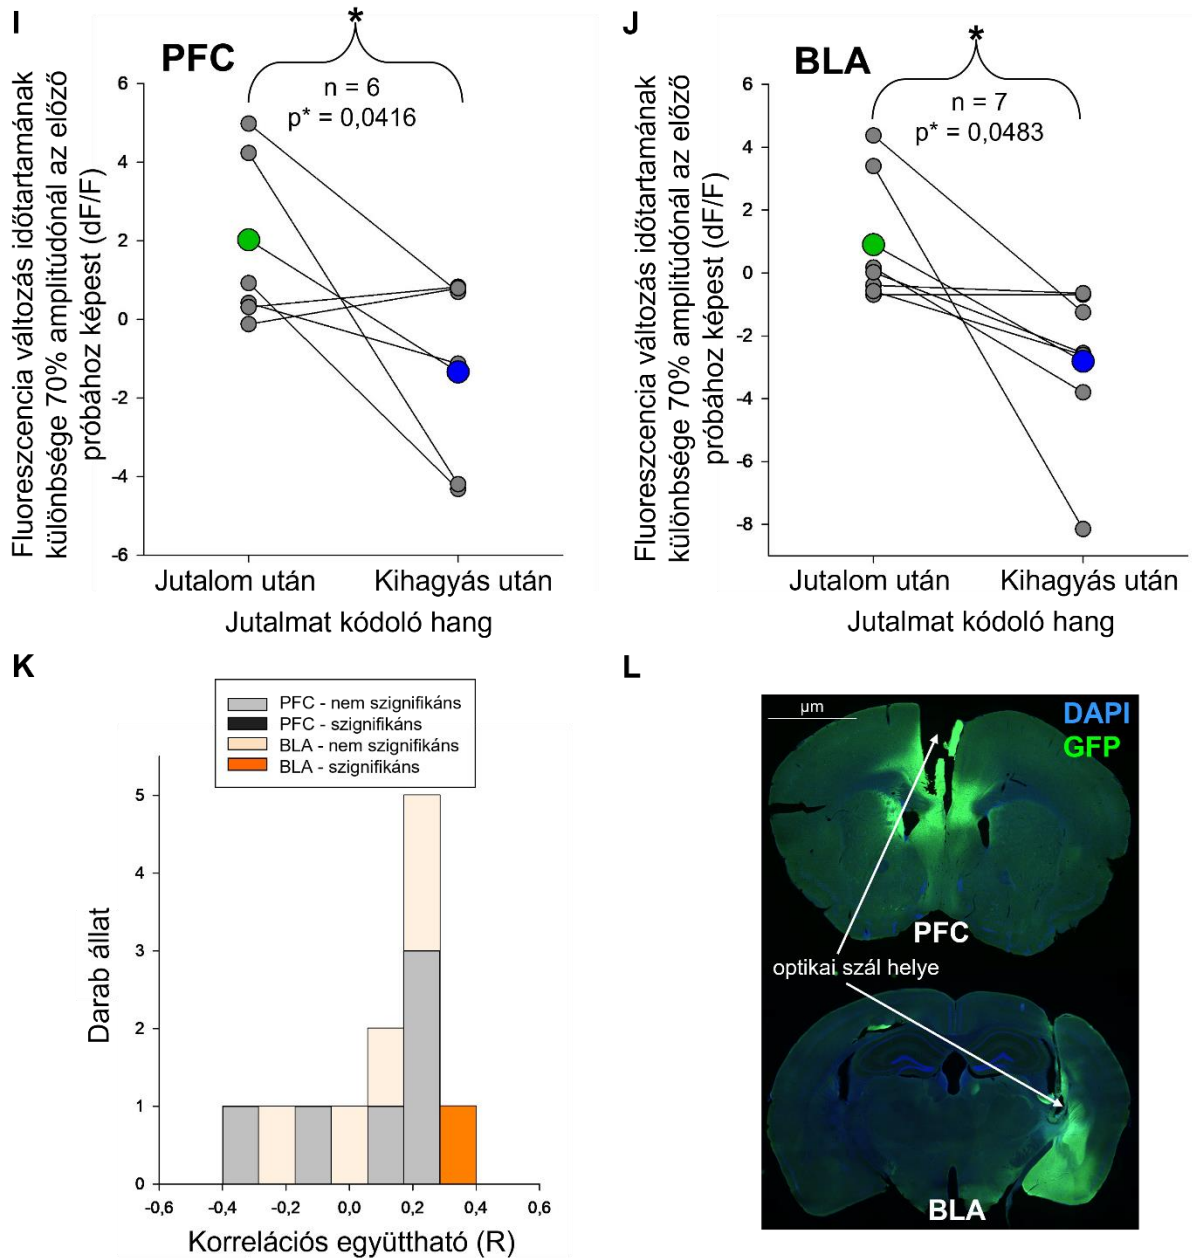 I
PFC
*
n = 6
p* = 0,0416
Fluoreszcencia változás időtartamának
különbsége 70% amplitúdónál az előző
próbához képest (dF/F)
6
4
2
0
-2
-4
-6
Jutalom után
Kihagyás után
Jutalmat kódoló hang
J
BLA
*
n = 7
p* = 0,0483
Fluoreszcencia változás időtartamának
különbsége 70% amplitúdónál az előző
próbához képest (dF/F)
6
4
2
0
-2
-4
-6
-8
Jutalom után
Kihagyás után
Jutalmat kódoló hang
K
PFC - nem szignifikáns
PFC - szignifikáns
BLA - nem szignifikáns
BLA - szignifikáns
Darab állat
5
4
3
2
1
0
-0,6
-0,4
-0,2
0,0
0,2
0,4
0,6
Korrelációs együttható (R)
L
µm
DAPI
GFP
PFC
optikai szál helye
BLA